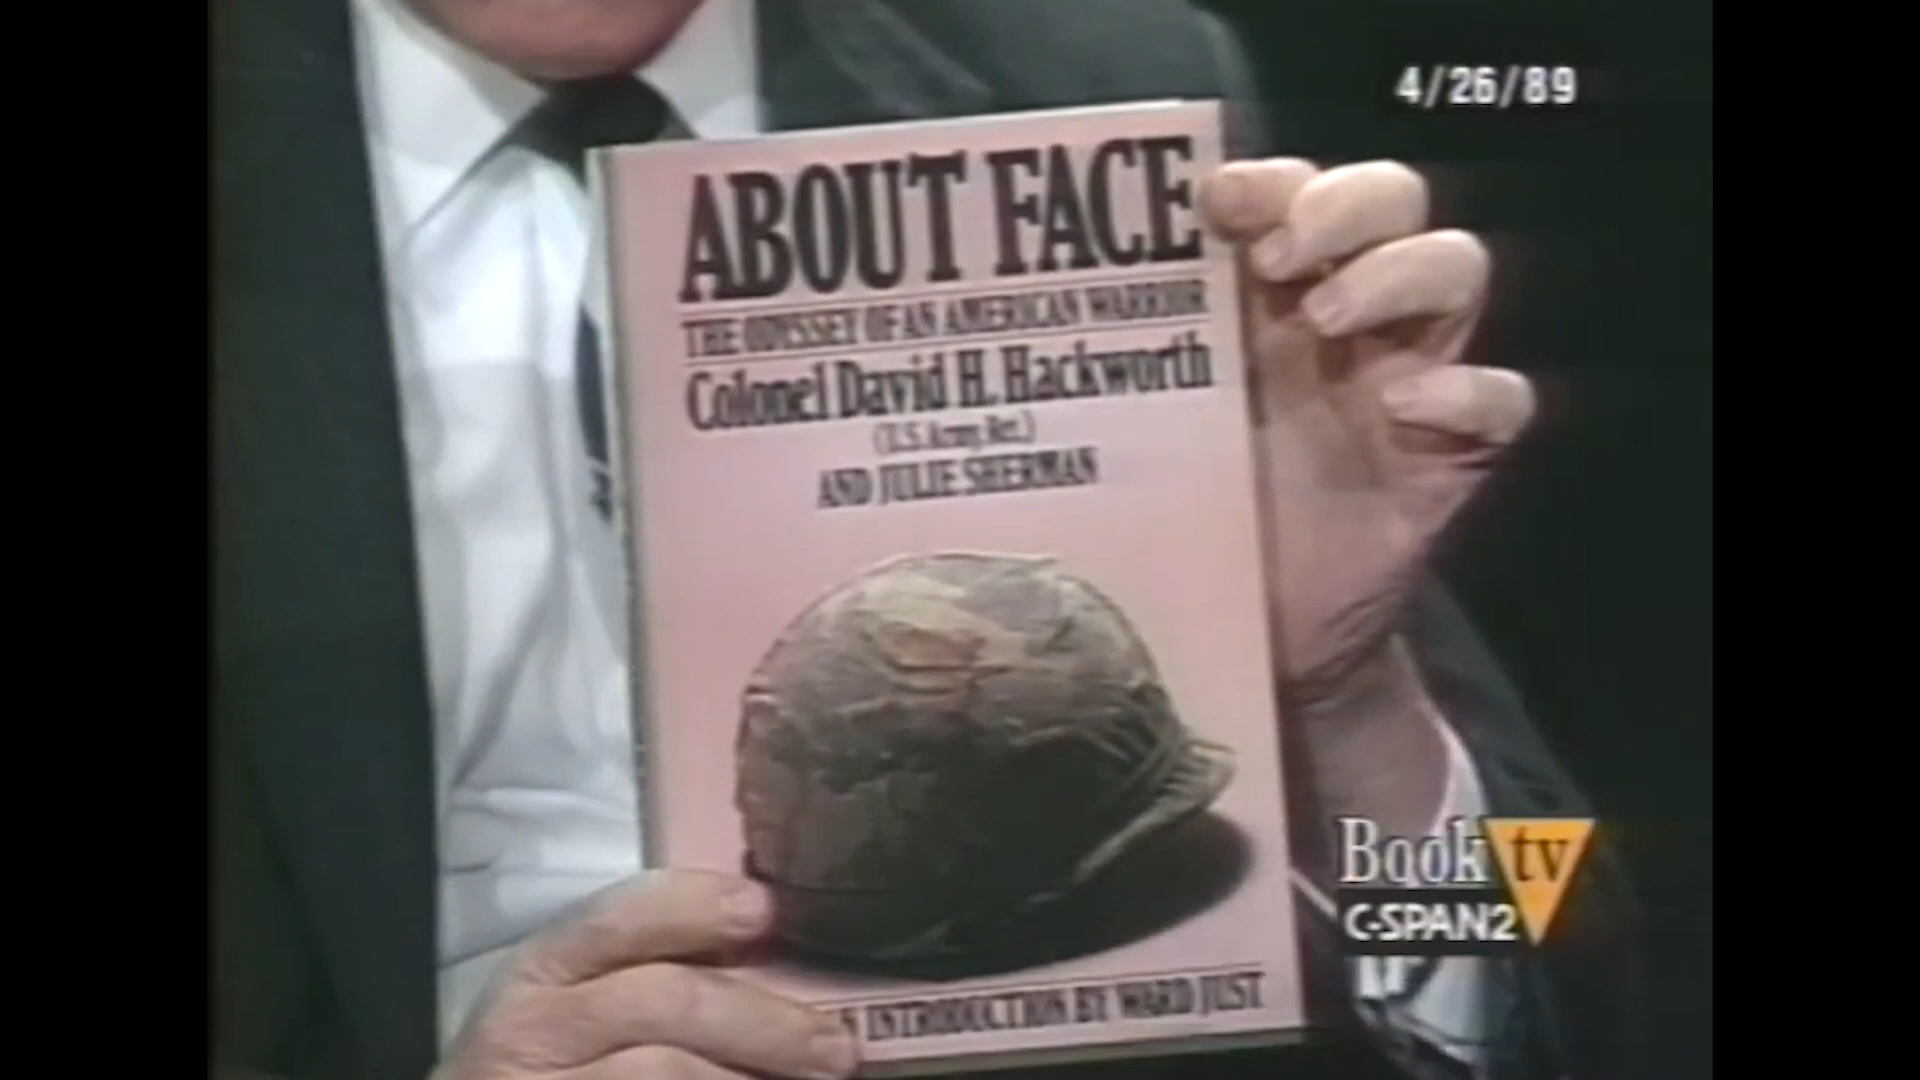 4/26/89
ABOUT FACE
THE ODYSSEY OF AN AMERICAN WARRIOR
Colonel David H. Hackworth
(U.S. Army Ret.)
AND JULIE SHERMAN
INTRODUCTION BY WARD JUST
Book tv
C-SPAN2